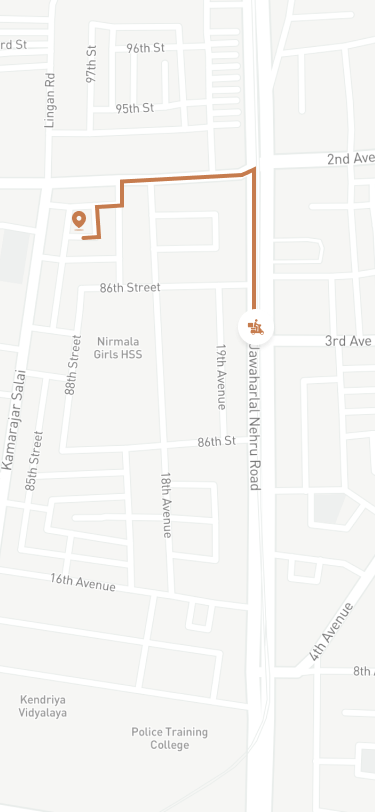 rd St
96th St
97th St
Lingan Rd
95th St
2nd Ave
86th Street
Nirmala
Girls HSS
3rd Ave
88th Street
19th Avenue
Jawaharlal Nehru Road
Kamarajar Salai
86th St
85th Street
18th Avenue
16th Avenue
4th Avenue
8th
Kendriya
Vidyalaya
Police Training
College